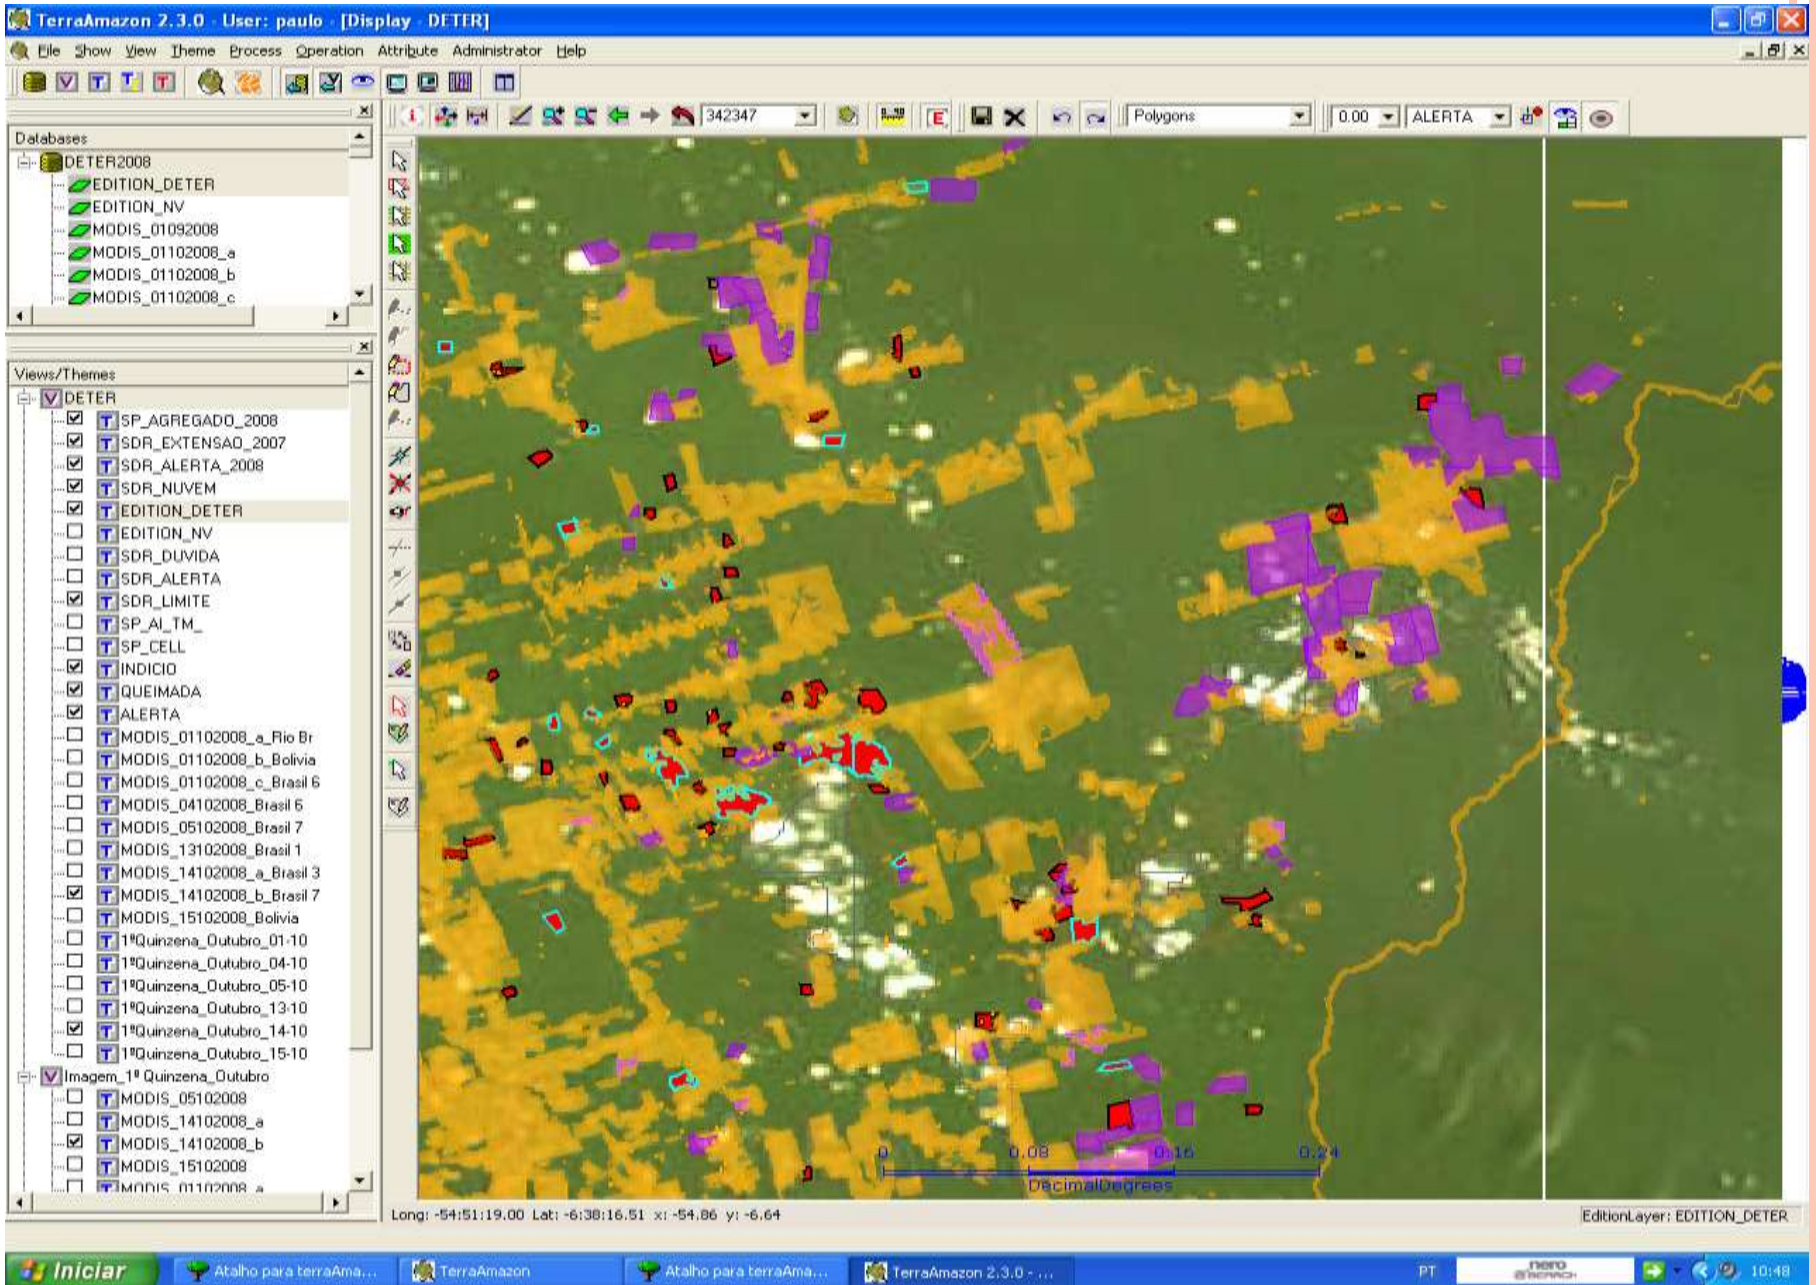 TerraAmazon 2.3.0 - User: paulo - [Display - DETER]
File Show View Theme Process Operation Attribute Administrator Help
342347 Polygons 0.00 ALERTA
Databases
DETER2008
EDITION_DETER
EDITION_NV
MODIS_01092008
MODIS_01102008_a
MODIS_01102008_b
MODIS_01102008_c
Views/Themes
DETER
SP_AGREGADO_2008
SDR_EXTENSAO_2007
SDR_ALERTA_2008
SDR_NUVEM
EDITION_DETER
EDITION_NV
SDR_DUVIDA
SDR_ALERTA
SDR_LIMITE
SP_AI_TM_
SP_CELL
INDICIO
QUEIMADA
ALERTA
MODIS_01102008_a_Rio Br
MODIS_01102008_b_Bolivia
MODIS_01102008_c_Brasil 6
MODIS_04102008_Brasil 6
MODIS_05102008_Brasil 7
MODIS_13102008_Brasil 1
MODIS_14102008_a_Brasil 3
MODIS_14102008_b_Brasil 7
MODIS_15102008_Bolivia
1ªQuinzena_Outubro_01-10
1ªQuinzena_Outubro_04-10
1ªQuinzena_Outubro_05-10
1ªQuinzena_Outubro_13-10
1ªQuinzena_Outubro_14-10
1ªQuinzena_Outubro_15-10
Imagem_1ª Quinzena_Outubro
MODIS_05102008
MODIS_14102008_a
MODIS_14102008_b
MODIS_15102008
MODIS_01102008_a
0 0.08 0.16 0.24
DecimalDegrees
Long: -54:51:19.00 Lat: -6:38:16.51 x: -54.86 y: -6.64
EditionLayer: EDITION_DETER
Iniciar Atalho para terraAma... TerraAmazon Atalho para terraAma... TerraAmazon 2.3.0 - ... PT nero 10:48